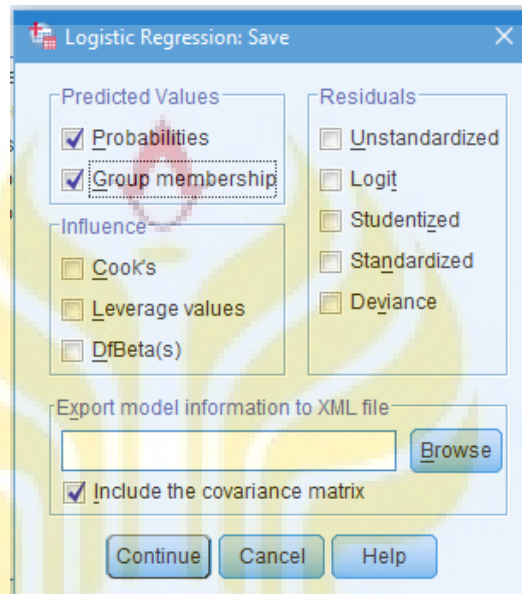 Logistic Regression: Save
Predicted Values
Probabilities
Group membership
Influence
Cook's
Leverage values
DfBeta(s)
Residuals
Unstandardized
Logit
Studentized
Standardized
Deviance
Export model information to XML file
Browse
Include the covariance matrix
Continue Cancel Help